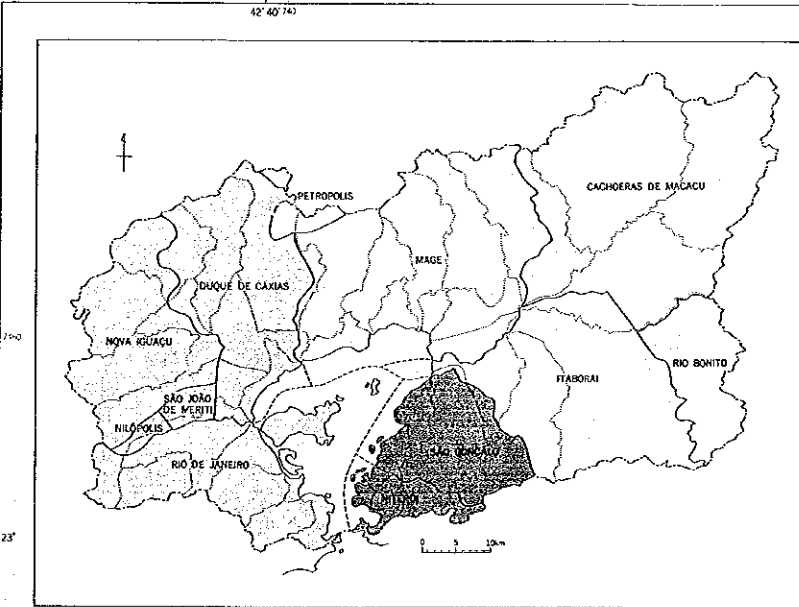 42°40'
PETROPOLIS
CACHOERAS DE MACACU
MAGE
DUQUE DE CAXIAS
NOVA IGUAÇU
RIO BONITO
ITABORAI
SÃO JOÃO
DE MERITI
NILÓPOLIS
SÃO GONÇALO
RIO DE JANEIRO
NITEROI
23°
0 5 10km